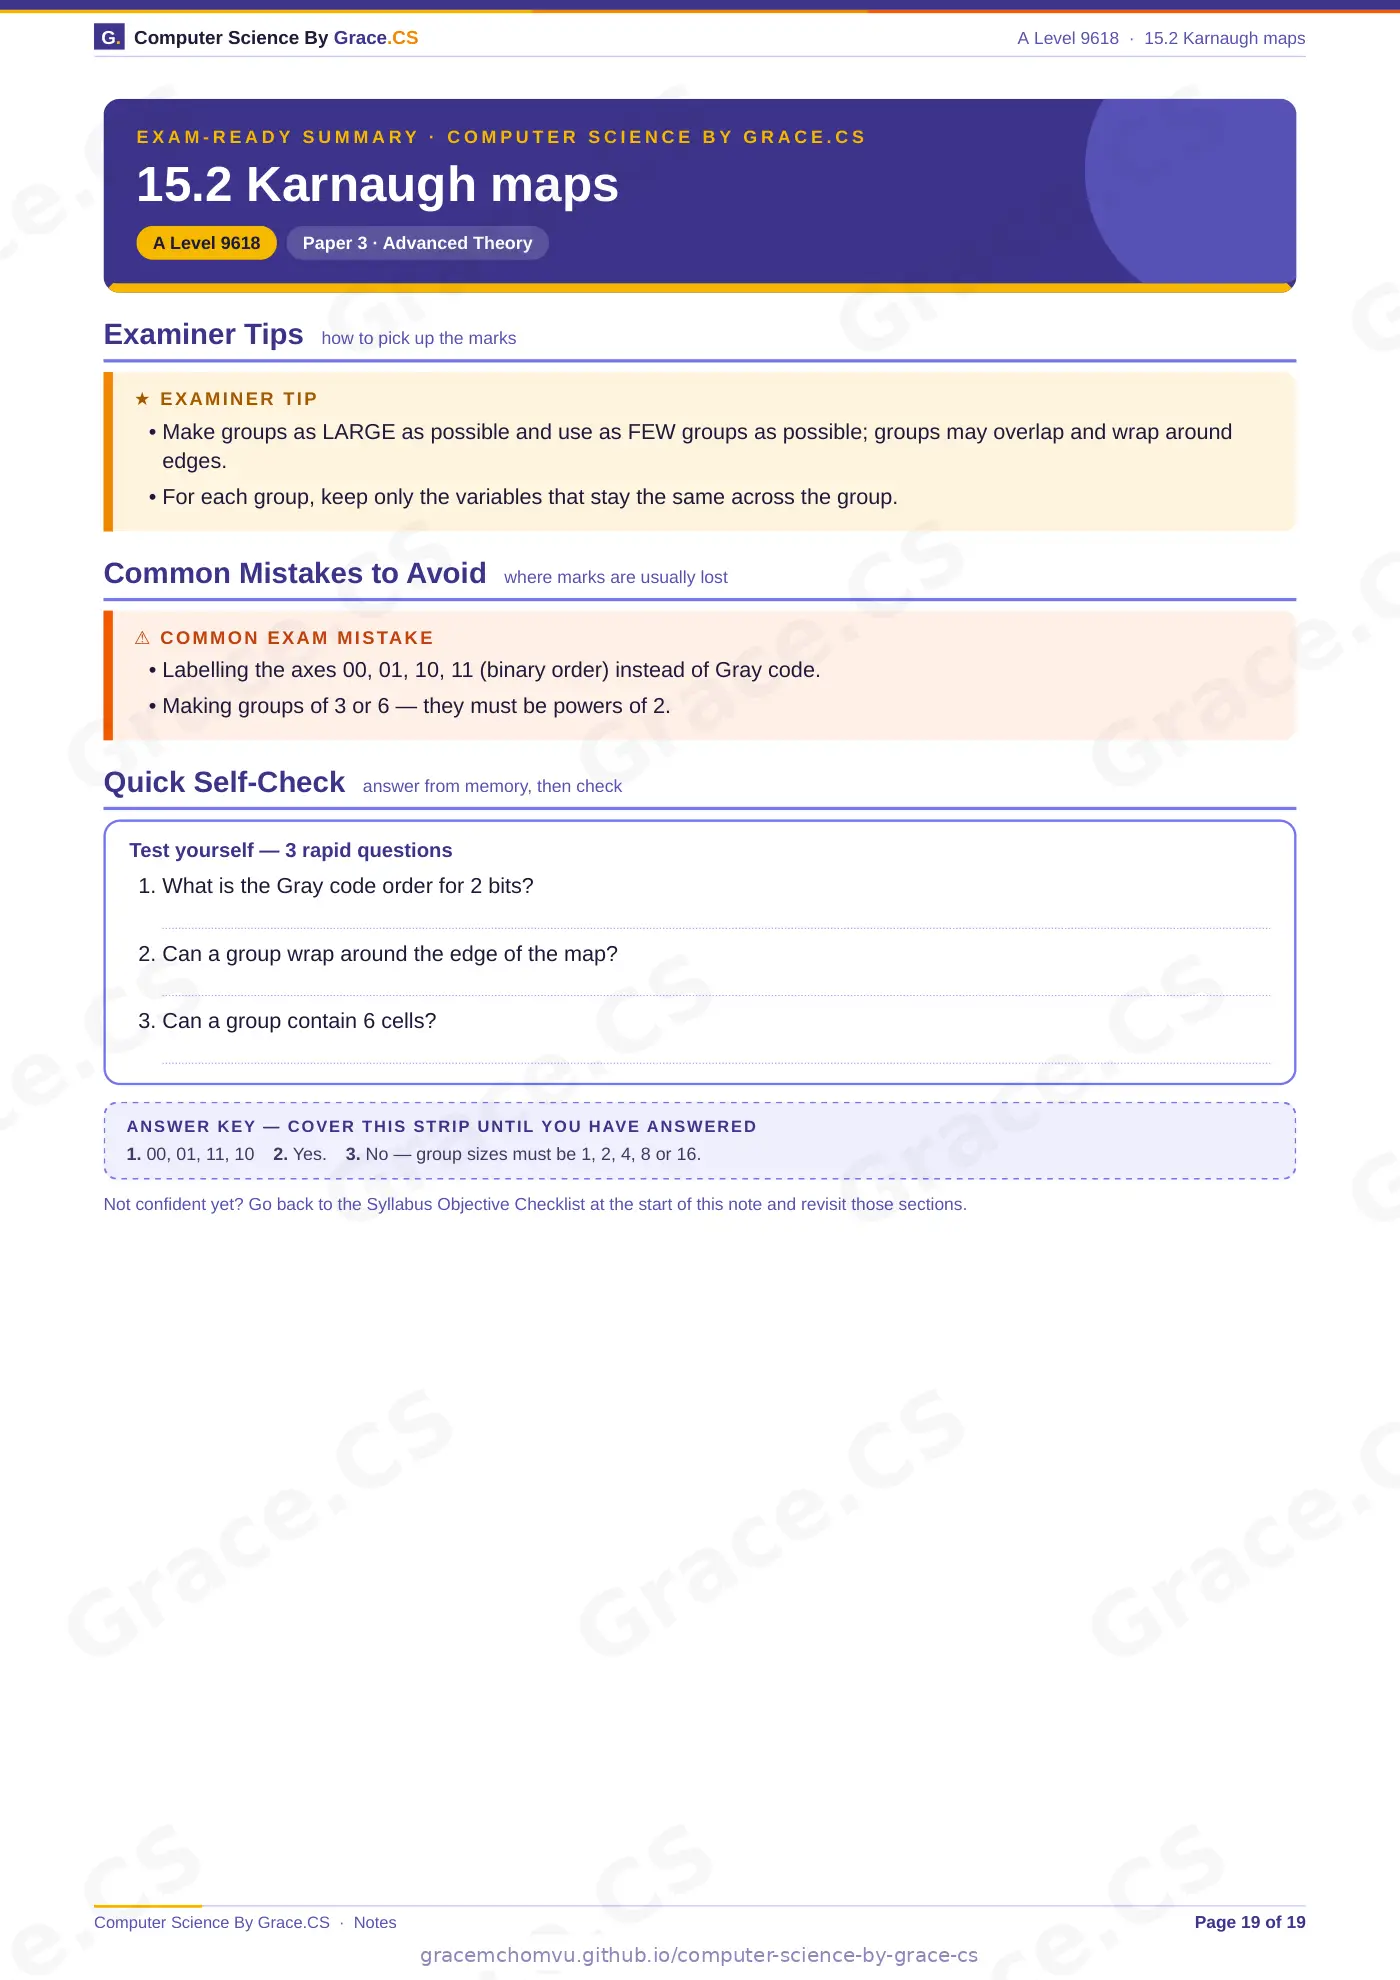 G. Computer Science By Grace.CS
A Level 9618 · 15.2 Karnaugh maps
EXAM-READY SUMMARY · COMPUTER SCIENCE BY GRACE.CS
15.2 Karnaugh maps
A Level 9618
Paper 3 · Advanced Theory
Examiner Tips how to pick up the marks
★ EXAMINER TIP
• Make groups as LARGE as possible and use as FEW groups as possible; groups may overlap and wrap around
edges.
• For each group, keep only the variables that stay the same across the group.
Common Mistakes to Avoid where marks are usually lost
⚠ COMMON EXAM MISTAKE
• Labelling the axes 00, 01, 10, 11 (binary order) instead of Gray code.
• Making groups of 3 or 6 — they must be powers of 2.
Quick Self-Check answer from memory, then check
Test yourself — 3 rapid questions
1. What is the Gray code order for 2 bits?
2. Can a group wrap around the edge of the map?
3. Can a group contain 6 cells?
ANSWER KEY — COVER THIS STRIP UNTIL YOU HAVE ANSWERED
1. 00, 01, 11, 10 2. Yes. 3. No — group sizes must be 1, 2, 4, 8 or 16.
Not confident yet? Go back to the Syllabus Objective Checklist at the start of this note and revisit those sections.
Computer Science By Grace.CS · Notes
Page 19 of 19
gracemchomvu.github.io/computer-science-by-grace-cs